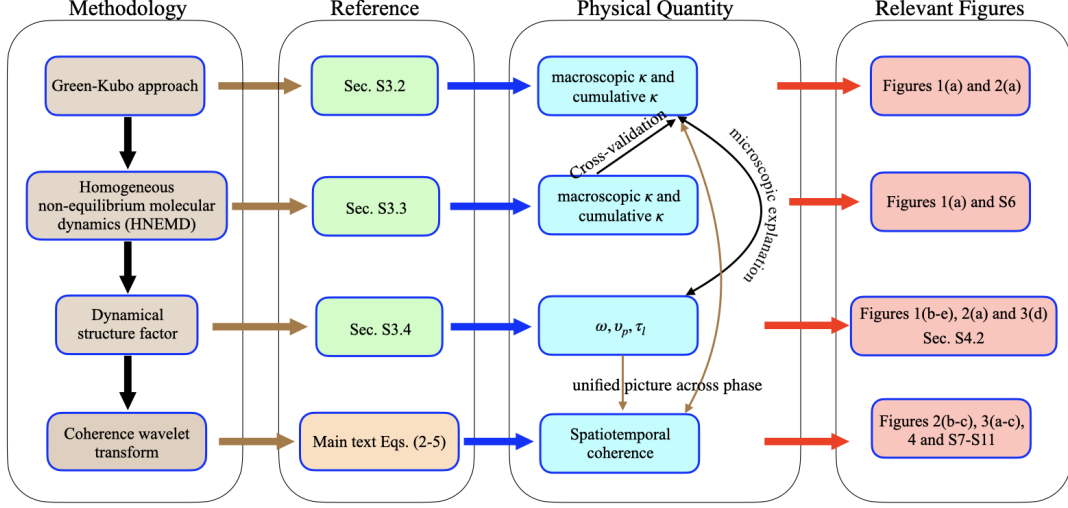 Methodology
Reference
Physical Quantity
Relevant Figures
Green-Kubo approach
Sec. S3.2
macroscopic κ and
cumulative κ
Figures 1(a) and 2(a)
Cross-validation
microscopic explanation
Homogeneous
non-equilibrium molecular
dynamics (HNEMD)
Sec. S3.3
macroscopic κ and
cumulative κ
Figures 1(a) and S6
Dynamical
structure factor
Sec. S3.4
ω, υₚ, τₗ
Figures 1(b-e), 2(a) and 3(d)
Sec. S4.2
unified picture across phase
Coherence wavelet
transform
Main text Eqs. (2-5)
Spatiotemporal
coherence
Figures 2(b-c), 3(a-c),
4 and S7-S11